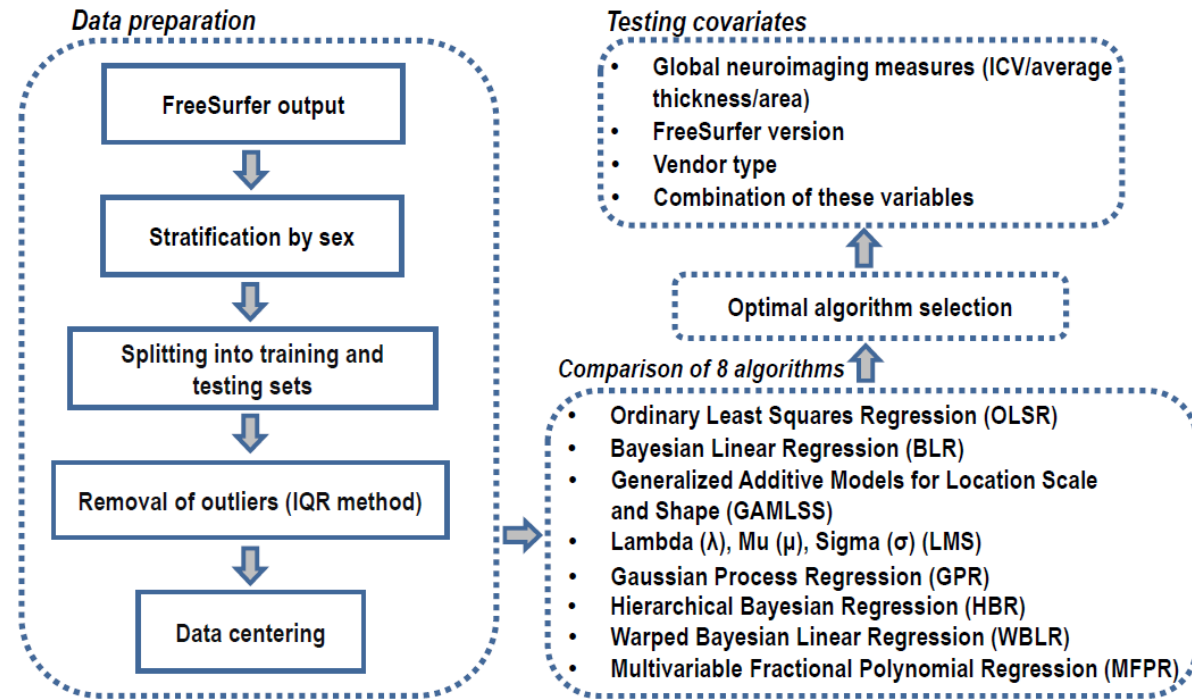 Data preparation
FreeSurfer output
Stratification by sex
Splitting into training and
testing sets
Removal of outliers (IQR method)
Data centering
Testing covariates
• Global neuroimaging measures (ICV/average
thickness/area)
• FreeSurfer version
• Vendor type
• Combination of these variables
Optimal algorithm selection
Comparison of 8 algorithms
• Ordinary Least Squares Regression (OLSR)
• Bayesian Linear Regression (BLR)
• Generalized Additive Models for Location Scale
and Shape (GAMLSS)
• Lambda (λ), Mu (μ), Sigma (σ) (LMS)
• Gaussian Process Regression (GPR)
• Hierarchical Bayesian Regression (HBR)
• Warped Bayesian Linear Regression (WBLR)
• Multivariable Fractional Polynomial Regression (MFPR)